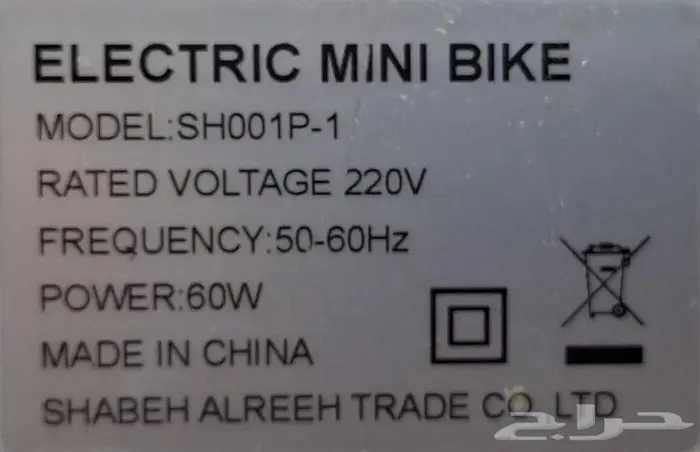 ELECTRIC MINI BIKE
MODEL:SH001P-1
RATED VOLTAGE 220V
FREQUENCY:50-60Hz
POWER:60W
MADE IN CHINA
SHABEH ALREEH TRADE CO. LTD
حراج